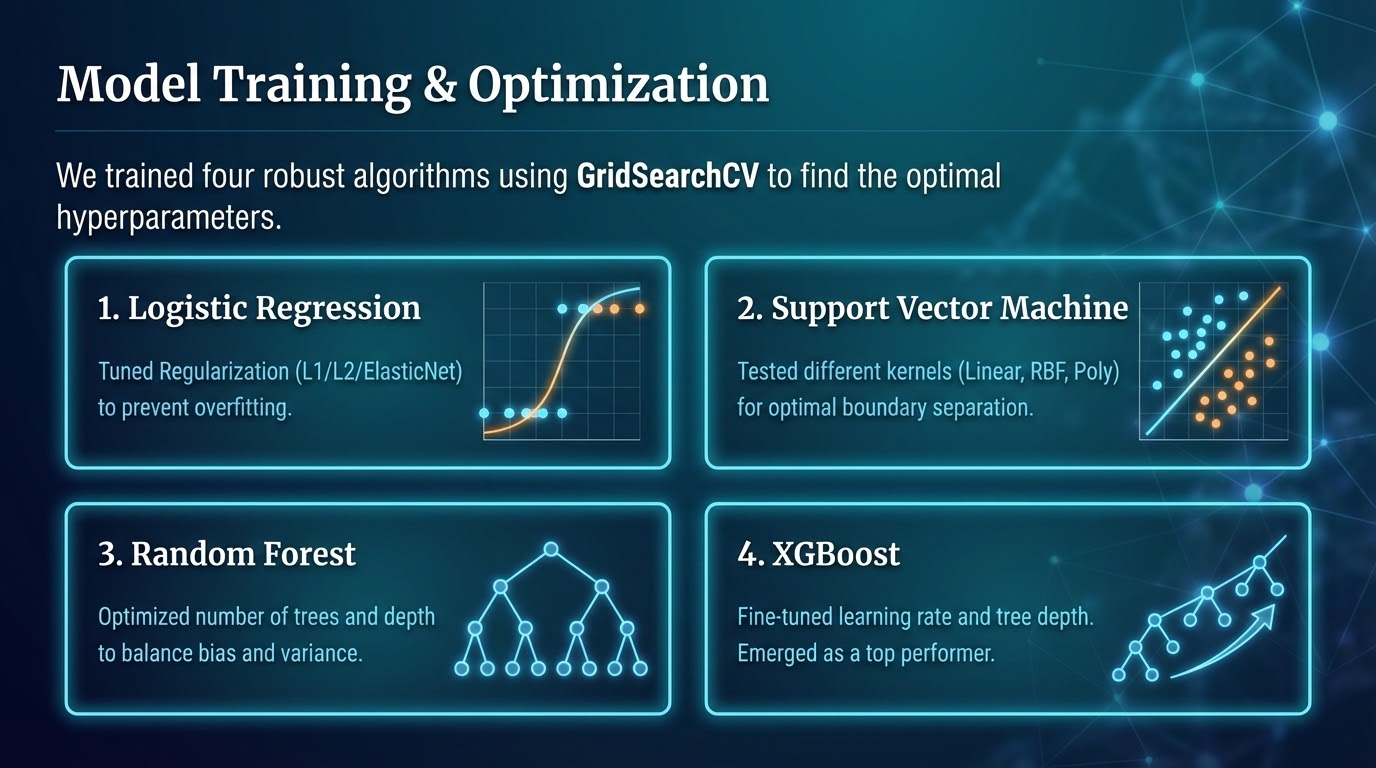 Model Training & Optimization
We trained four robust algorithms using GridSearchCV to find the optimal
hyperparameters.
1. Logistic Regression
Tuned Regularization (L1/L2/ElasticNet)
to prevent overfitting.
2. Support Vector Machine
Tested different kernels (Linear, RBF, Poly)
for optimal boundary separation.
3. Random Forest
Optimized number of trees and depth
to balance bias and variance.
4. XGBoost
Fine-tuned learning rate and tree depth.
Emerged as a top performer.